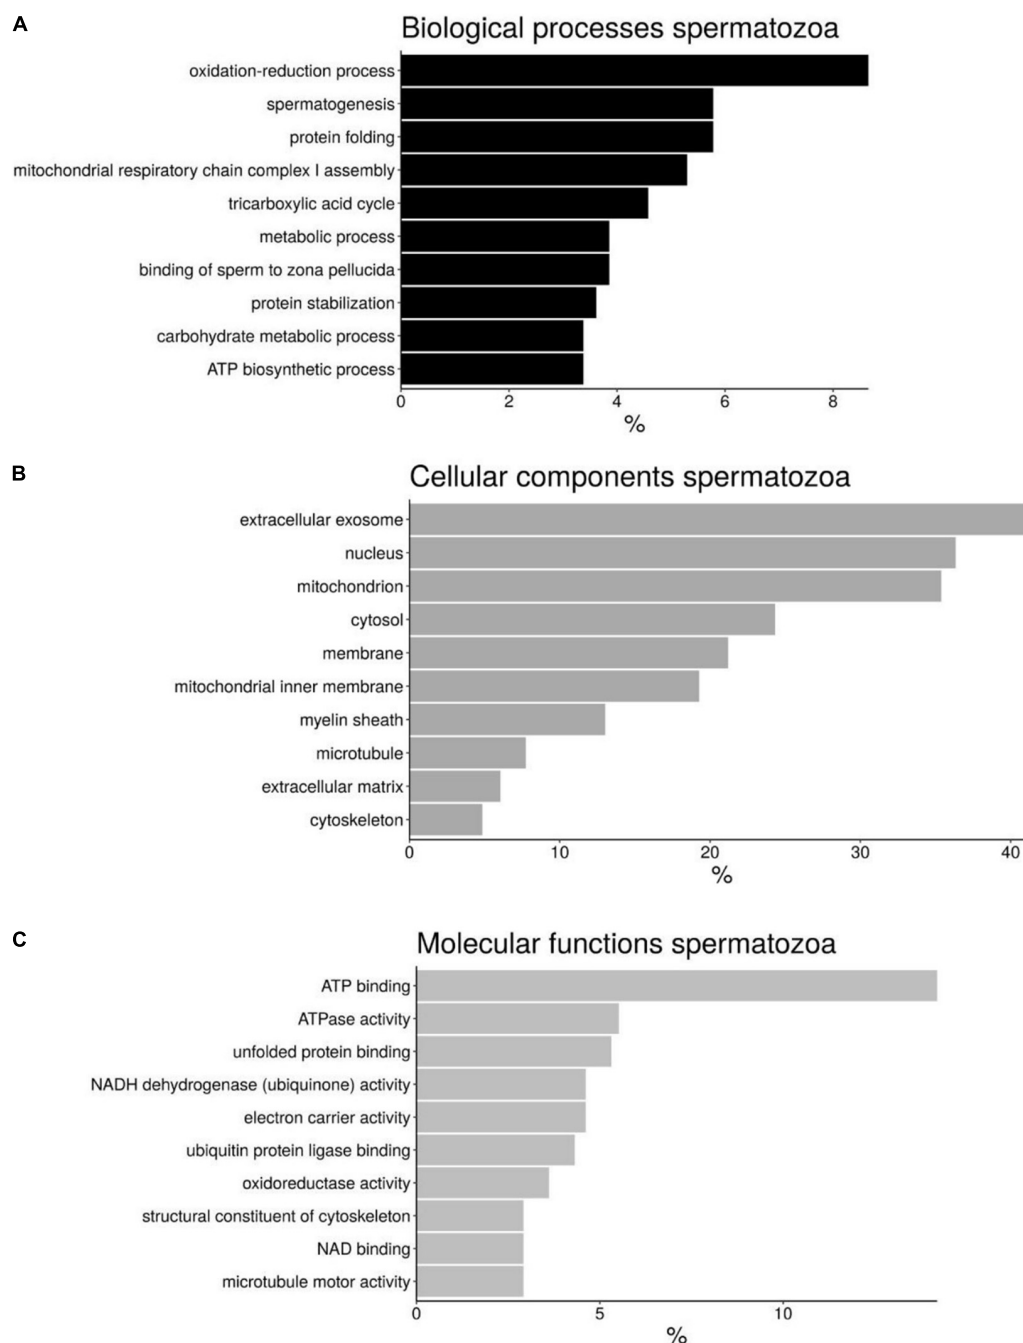 A
Biological processes spermatozoa
oxidation-reduction process
spermatogenesis
protein folding
mitochondrial respiratory chain complex I assembly
tricarboxylic acid cycle
metabolic process
binding of sperm to zona pellucida
protein stabilization
carbohydrate metabolic process
ATP biosynthetic process
0 2 4 6 8
%
B
Cellular components spermatozoa
extracellular exosome
nucleus
mitochondrion
cytosol
membrane
mitochondrial inner membrane
myelin sheath
microtubule
extracellular matrix
cytoskeleton
0 10 20 30 40
%
C
Molecular functions spermatozoa
ATP binding
ATPase activity
unfolded protein binding
NADH dehydrogenase (ubiquinone) activity
electron carrier activity
ubiquitin protein ligase binding
oxidoreductase activity
structural constituent of cytoskeleton
NAD binding
microtubule motor activity
0 5 10
%